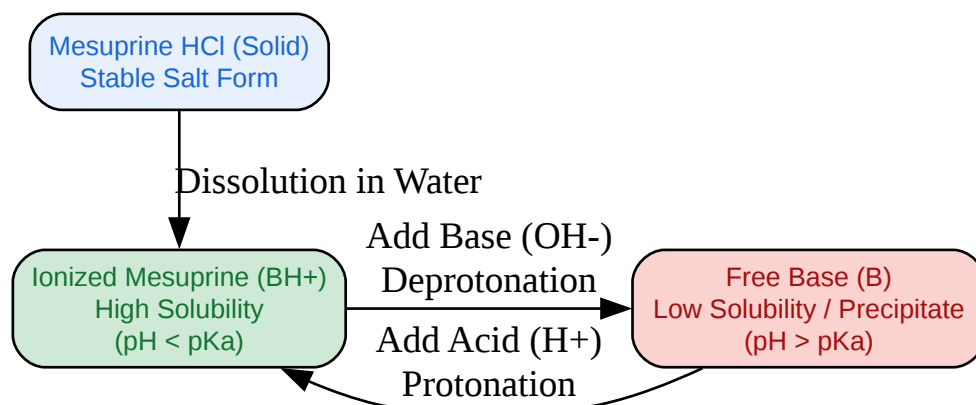 Mesuprine HCl (Solid)
Stable Salt Form
Dissolution in Water
Ionized Mesuprine (BH+)
High Solubility
(pH < pKa)
Add Base (OH-)
Deprotonation
Add Acid (H+)
Protonation
Free Base (B)
Low Solubility / Precipitate
(pH > pKa)